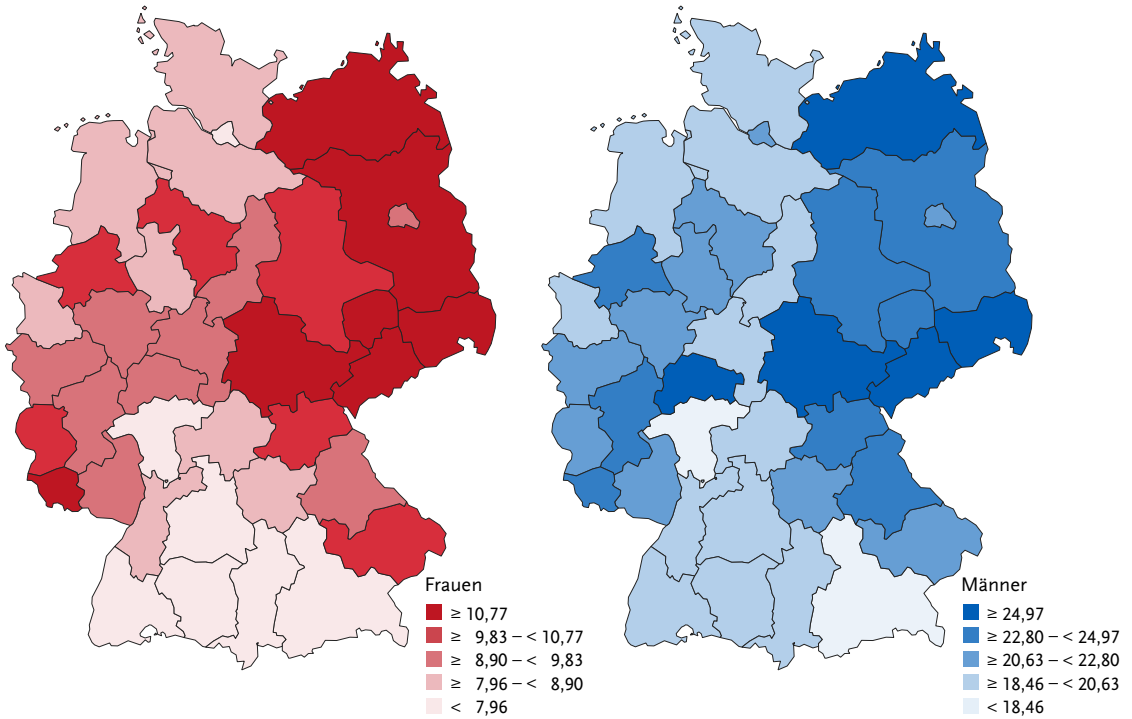 Frauen
≥ 10,77
≥ 9,83 – < 10,77
≥ 8,90 – < 9,83
≥ 7,96 – < 8,90
< 7,96
Männer
≥ 24,97
≥ 22,80 – < 24,97
≥ 20,63 – < 22,80
≥ 18,46 – < 20,63
< 18,46